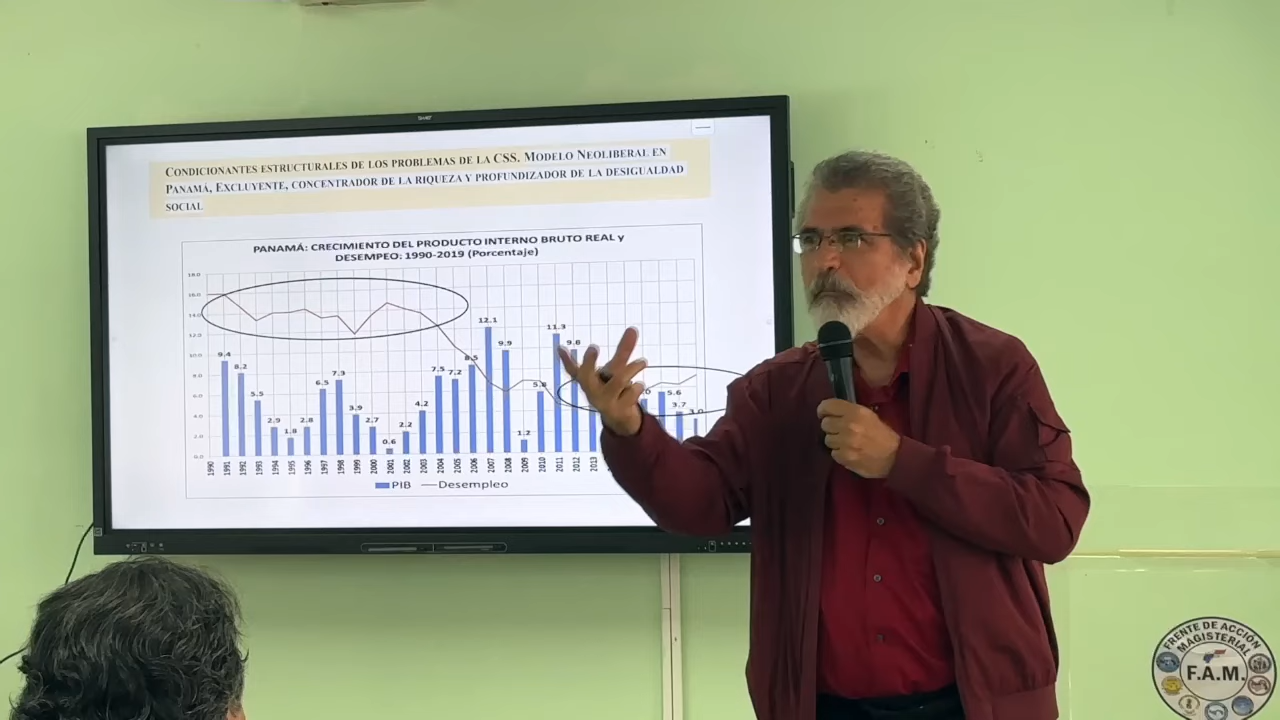 SMART
CONDICIONANTES ESTRUCTURALES DE LOS PROBLEMAS DE LA CSS. MODELO NEOLIBERAL EN
PANAMÁ, EXCLUYENTE, CONCENTRADOR DE LA RIQUEZA Y PROFUNDIZADOR DE LA DESIGUALDAD
SOCIAL
PANAMÁ: CRECIMIENTO DEL PRODUCTO INTERNO BRUTO REAL y
DESEMPEO: 1990-2019 (Porcentaje)
18.0
16.0
14.0
12.0
10.0
8.0
6.0
4.0
2.0
0.0
9.4 8.2 5.5 2.9 1.8 2.8 6.5 7.3 3.9 2.7 0.6 2.2 4.2 7.5 7.2 8.5 12.1 9.9 1.2 5.8 11.3 9.8 5.6 3.7 3.0
1990 1991 1992 1993 1994 1995 1996 1997 1998 1999 2000 2001 2002 2003 2004 2005 2006 2007 2008 2009 2010 2011 2012 2013
PIB Desempleo
FRENTE DE ACCIÓN
MAGISTERIAL
F.A.M.